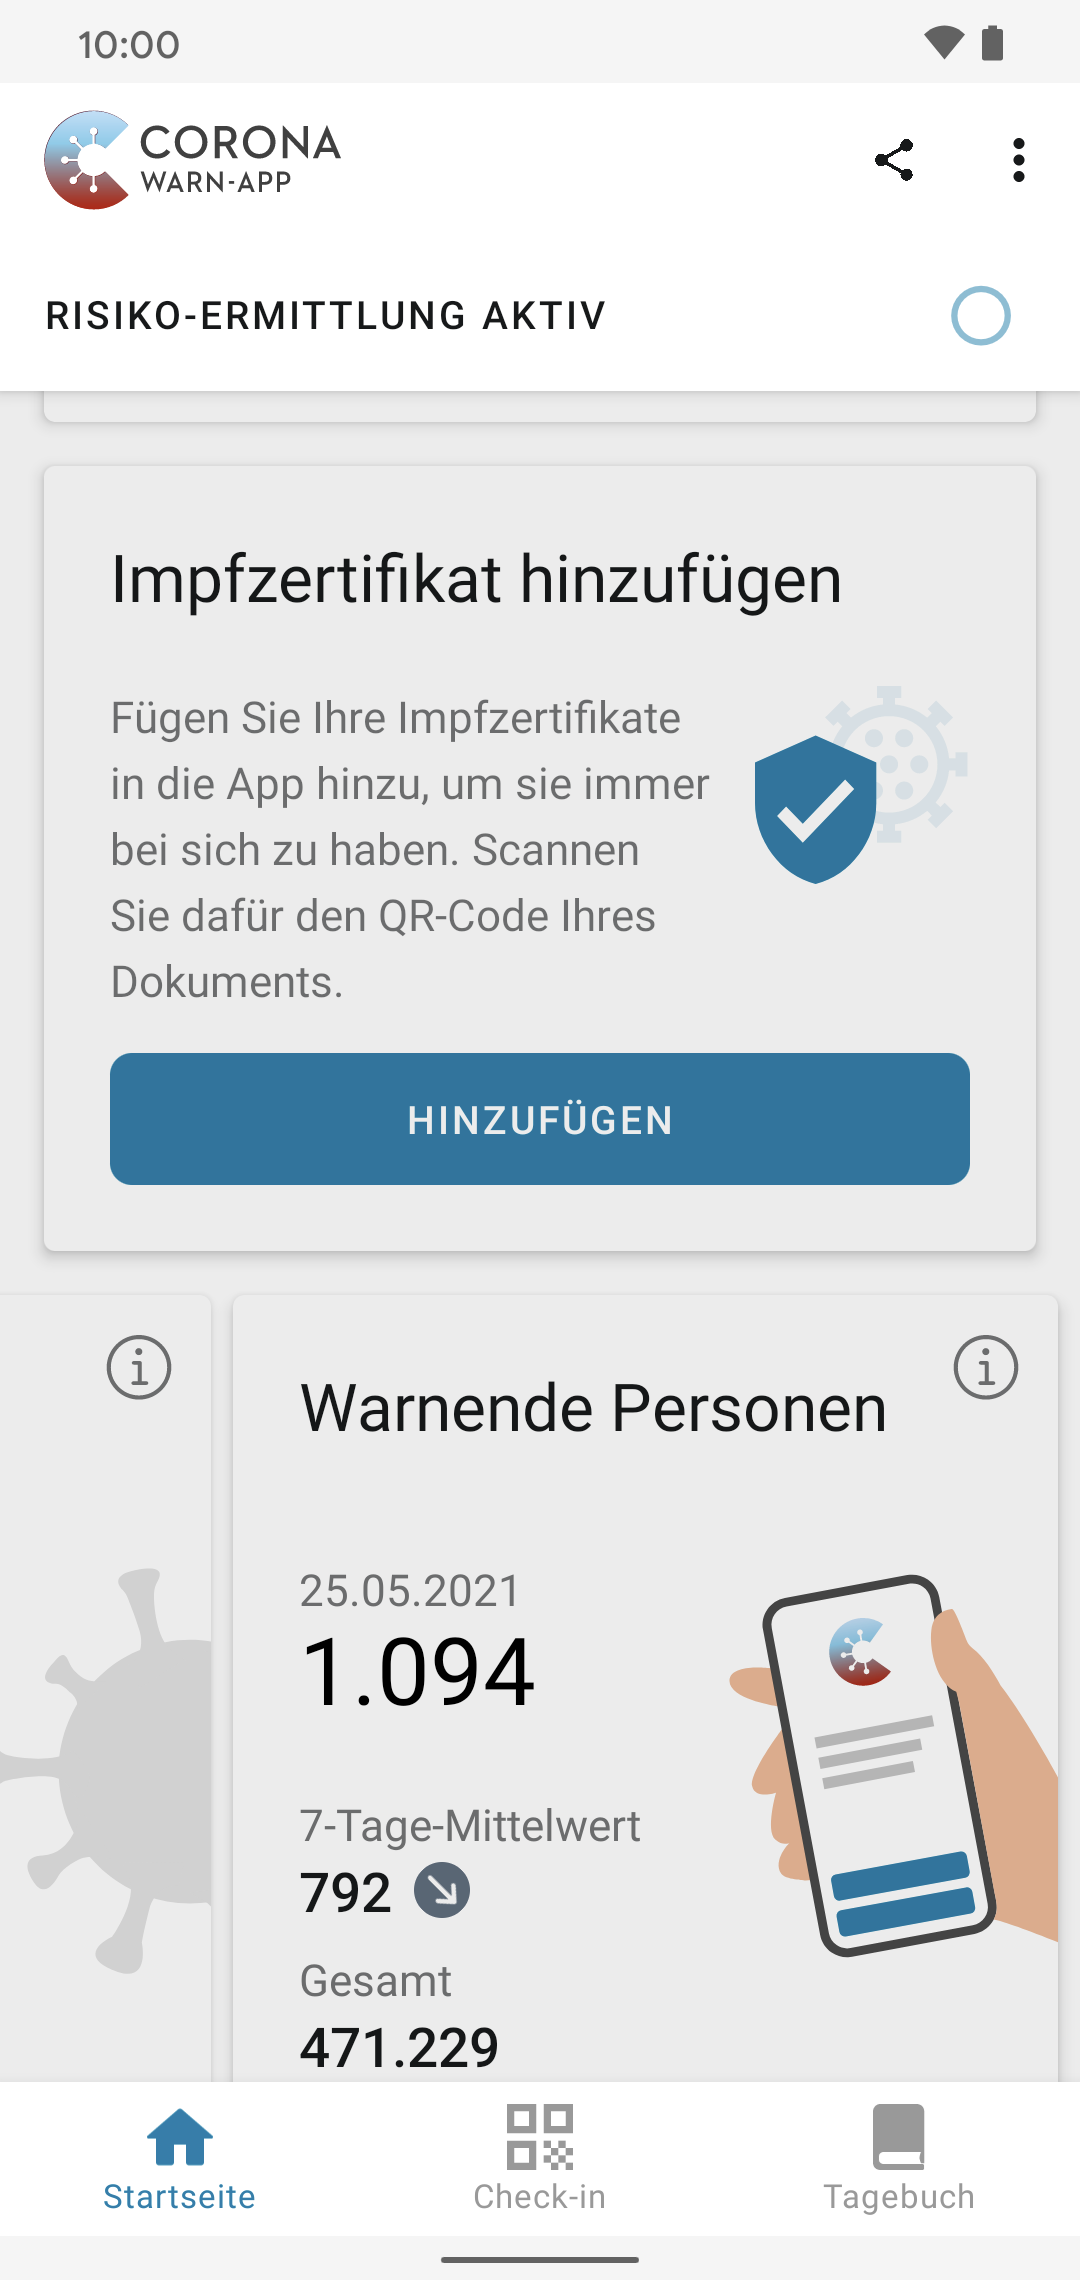 10:00
CORONA
WARN-APP
RISIKO-ERMITTLUNG AKTIV
Impfzertifikat hinzufügen
Fügen Sie Ihre Impfzertifikate
in die App hinzu, um sie immer
bei sich zu haben. Scannen
Sie dafür den QR-Code Ihres
Dokuments.
HINZUFÜGEN
Warnende Personen
25.05.2021
1.094
7-Tage-Mittelwert
792
Gesamt
471.229
Startseite
Check-in
Tagebuch